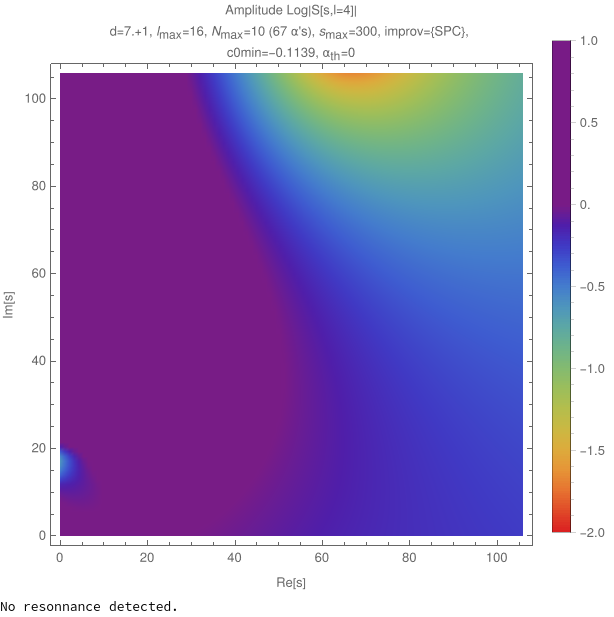 Amplitude Log|S[s,l=4]|
d=7.+1, lmax=16, Nmax=10 (67 α's), smax=300, improv={SPC},
c0min=−0.1139, αth=0
1.0
0.5
0.
−0.5
−1.0
−1.5
−2.0
100
80
60
40
20
0
Im[s]
0 20 40 60 80 100
Re[s]
No resonnance detected.